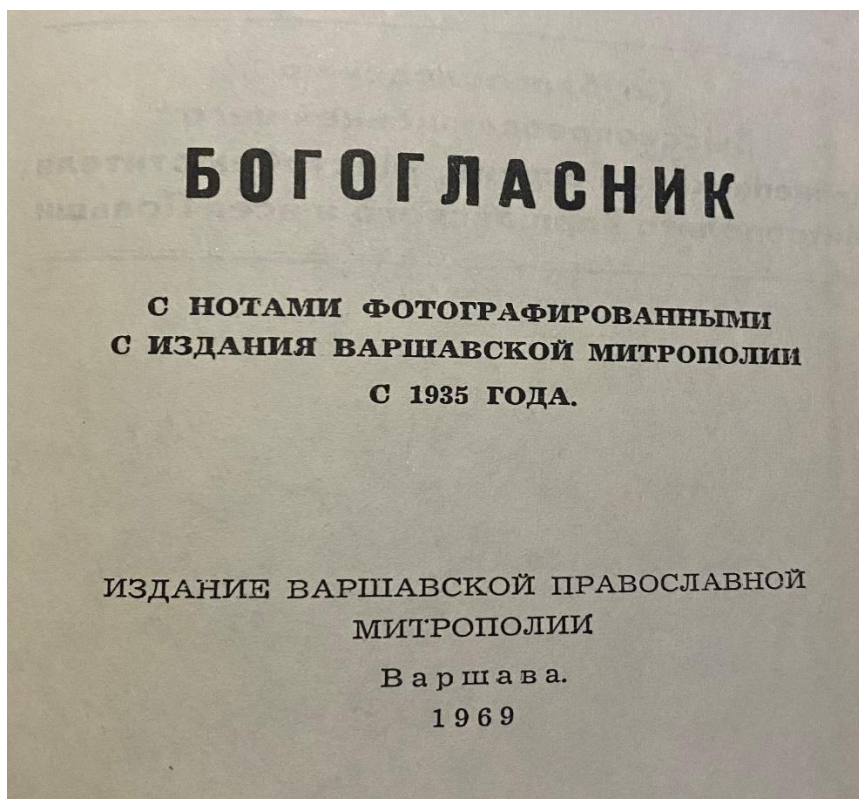 БОГОГЛАСНИК
С НОТАМИ ФОТОГРАФИРОВАННЫМИ
С ИЗДАНИЯ ВАРШАВСКОЙ МИТРОПОЛИИ
С 1935 ГОДА.
ИЗДАНИЕ ВАРШАВСКОЙ ПРАВОСЛАВНОЙ
МИТРОПОЛИИ
Варшава.
1969